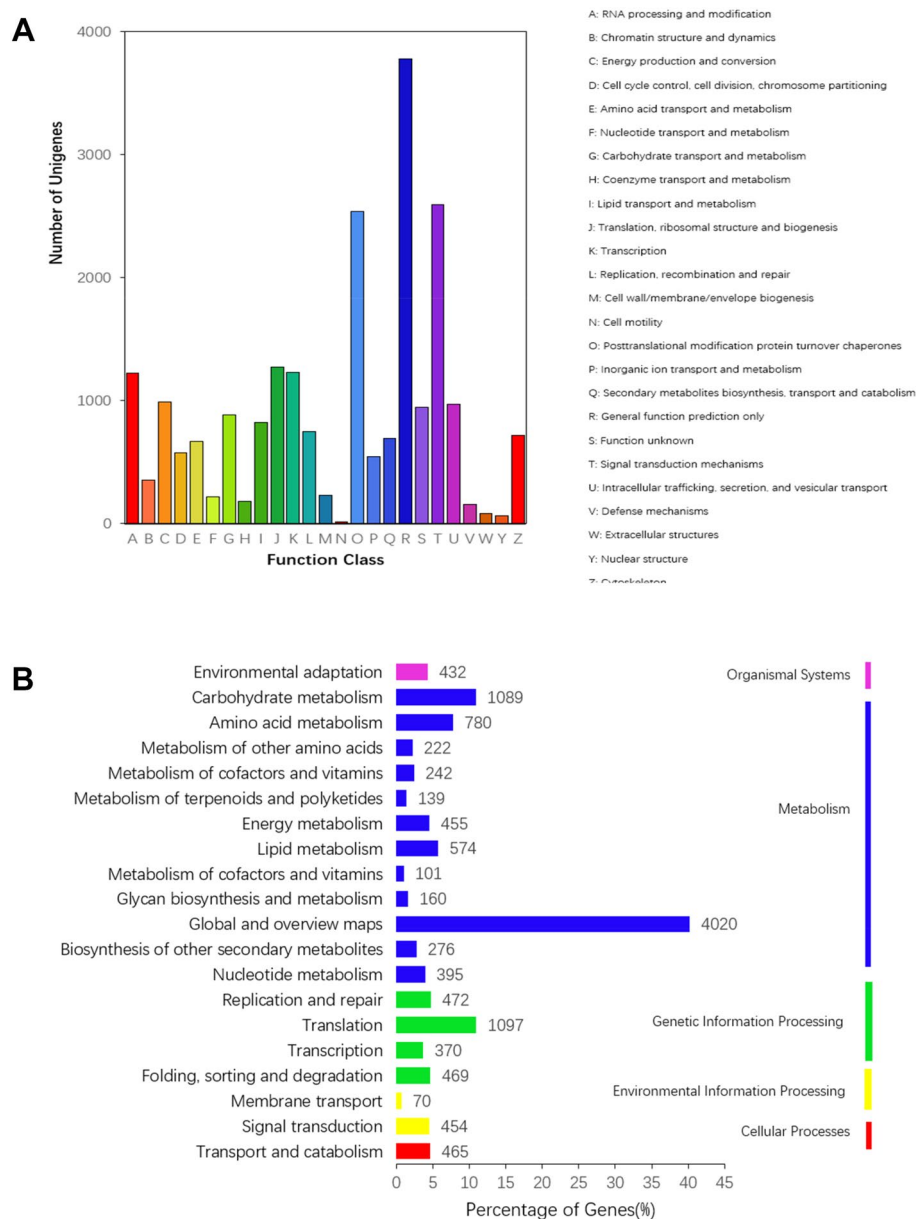 A
4000
3000
2000
1000
0
Number of Unigenes
A B C D E F G H I J K L M N O P Q R S T U V W Y Z
Function Class
A: RNA processing and modification
B: Chromatin structure and dynamics
C: Energy production and conversion
D: Cell cycle control, cell division, chromosome partitioning
E: Amino acid transport and metabolism
F: Nucleotide transport and metabolism
G: Carbohydrate transport and metabolism
H: Coenzyme transport and metabolism
I: Lipid transport and metabolism
J: Translation, ribosomal structure and biogenesis
K: Transcription
L: Replication, recombination and repair
M: Cell wall/membrane/envelope biogenesis
N: Cell motility
O: Posttranslational modification protein turnover chaperones
P: Inorganic ion transport and metabolism
Q: Secondary metabolites biosynthesis, transport and catabolism
R: General function prediction only
S: Function unknown
T: Signal transduction mechanisms
U: Intracellular trafficking, secretion, and vesicular transport
V: Defense mechanisms
W: Extracellular structures
Y: Nuclear structure
Z: Cytoskeleton
B
Environmental adaptation 432
Carbohydrate metabolism 1089
Amino acid metabolism 780
Metabolism of other amino acids 222
Metabolism of cofactors and vitamins 242
Metabolism of terpenoids and polyketides 139
Energy metabolism 455
Lipid metabolism 574
Metabolism of cofactors and vitamins 101
Glycan biosynthesis and metabolism 160
Global and overview maps 4020
Biosynthesis of other secondary metabolites 276
Nucleotide metabolism 395
Replication and repair 472
Translation 1097
Transcription 370
Folding, sorting and degradation 469
Membrane transport 70
Signal transduction 454
Transport and catabolism 465
0 5 10 15 20 25 30 35 40 45
Percentage of Genes(%)
Organismal Systems
Metabolism
Genetic Information Processing
Environmental Information Processing
Cellular Processes